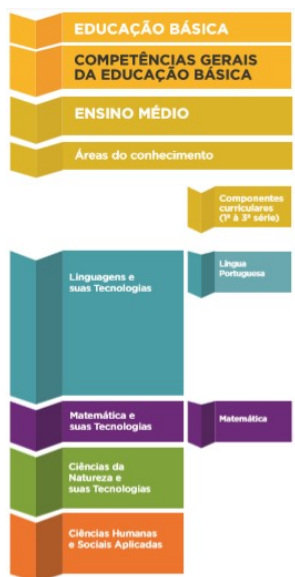 EDUCAÇÃO BÁSICA
COMPETÊNCIAS GERAIS
DA EDUCAÇÃO BÁSICA
ENSINO MÉDIO
Áreas do conhecimento
Componentes
curriculares
(1ª à 3ª série)
Linguagens e
suas Tecnologias
Língua
Portuguesa
Matemática e
suas Tecnologias
Matemática
Ciências da
Natureza e
suas Tecnologias
Ciências Humanas
e Sociais Aplicadas